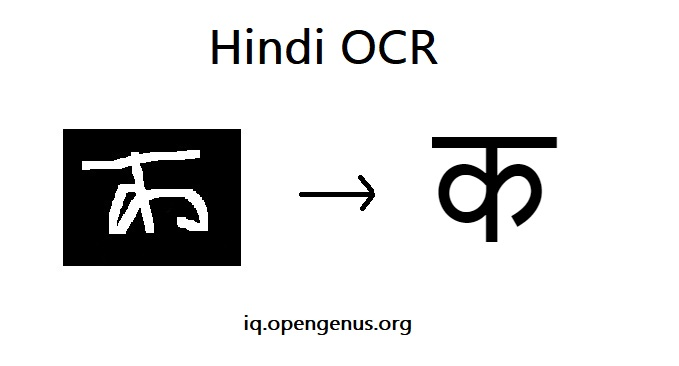 Hindi OCR
क → क
iq.opengenus.org